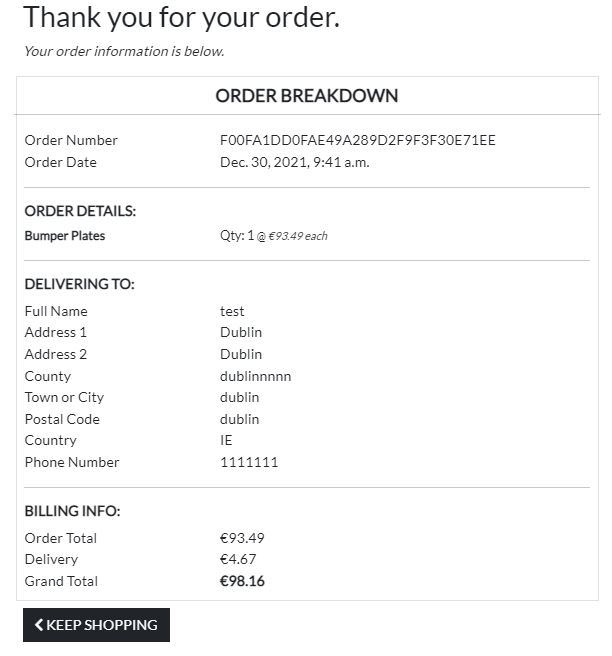 Thank you for your order.
Your order information is below.
ORDER BREAKDOWN
Order Number F00FA1DD0FAE49A289D2F9F3F30E71EE
Order Date Dec. 30, 2021, 9:41 a.m.
ORDER DETAILS:
Bumper Plates Qty: 1 @ €93.49 each
DELIVERING TO:
Full Name test
Address 1 Dublin
Address 2 Dublin
County dublinnnnn
Town or City dublin
Postal Code dublin
Country IE
Phone Number 1111111
BILLING INFO:
Order Total €93.49
Delivery €4.67
Grand Total €98.16
KEEP SHOPPING